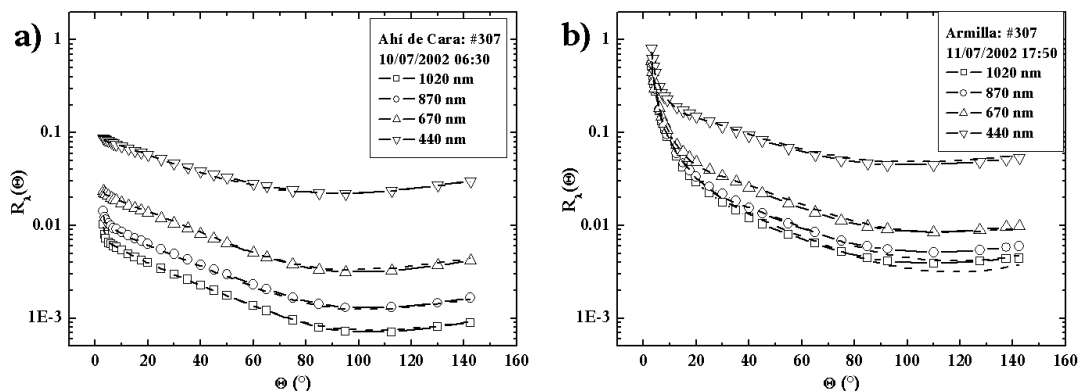 a)
Ahí de Cara: #307
10/07/2002 06:30
1020 nm
870 nm
670 nm
440 nm
1
0.1
0.01
1E-3
R_λ(Θ)
0 20 40 60 80 100 120 140 160
Θ (°)
b)
Armilla: #307
11/07/2002 17:50
1020 nm
870 nm
670 nm
440 nm
1
0.1
0.01
1E-3
R_λ(Θ)
0 20 40 60 80 100 120 140 160
Θ (°)